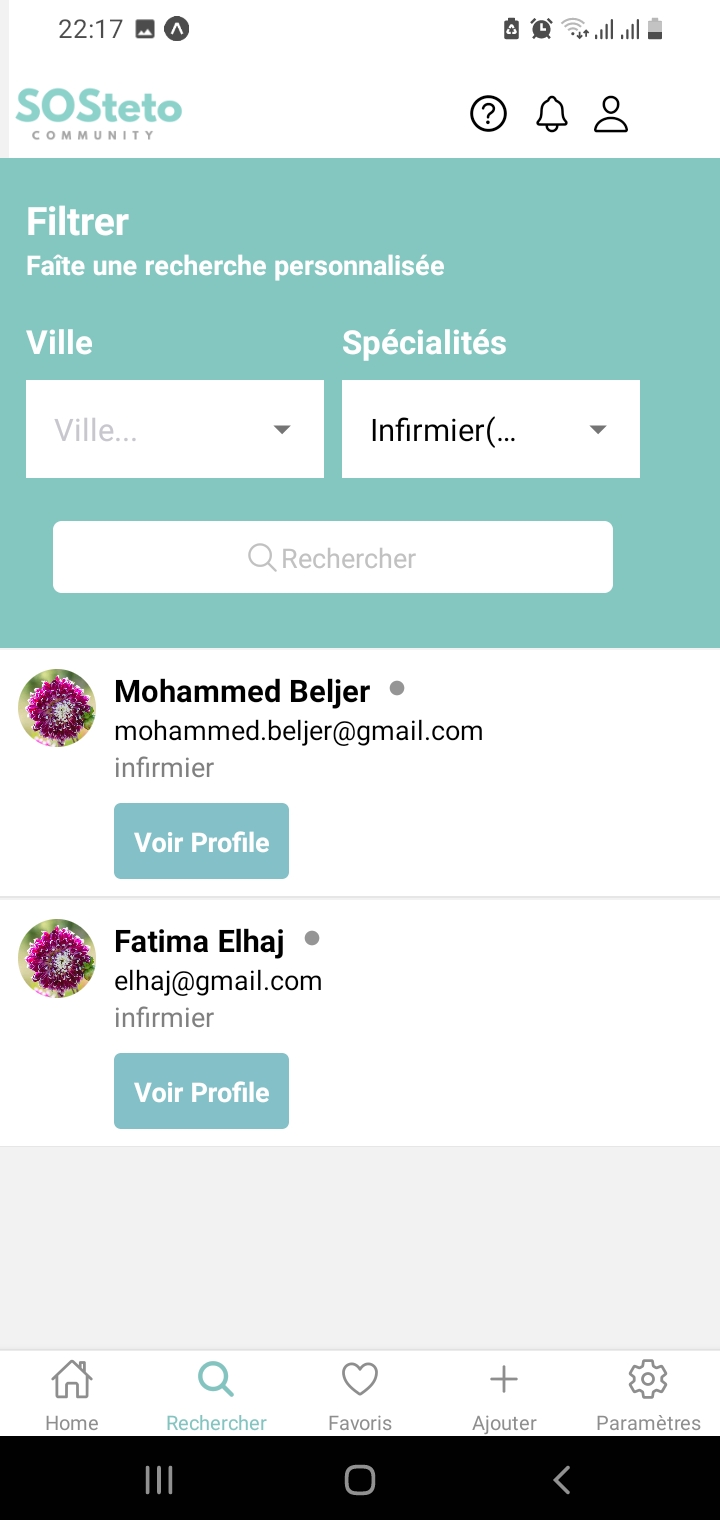 22:17
SOSteto
COMMUNITY
Filtrer
Faîte une recherche personnalisée
Ville Spécialités
Ville... Infirmier(...
Rechercher
Mohammed Beljer
mohammed.beljer@gmail.com
infirmier
Voir Profile
Fatima Elhaj
elhaj@gmail.com
infirmier
Voir Profile
Home Rechercher Favoris Ajouter Paramètres